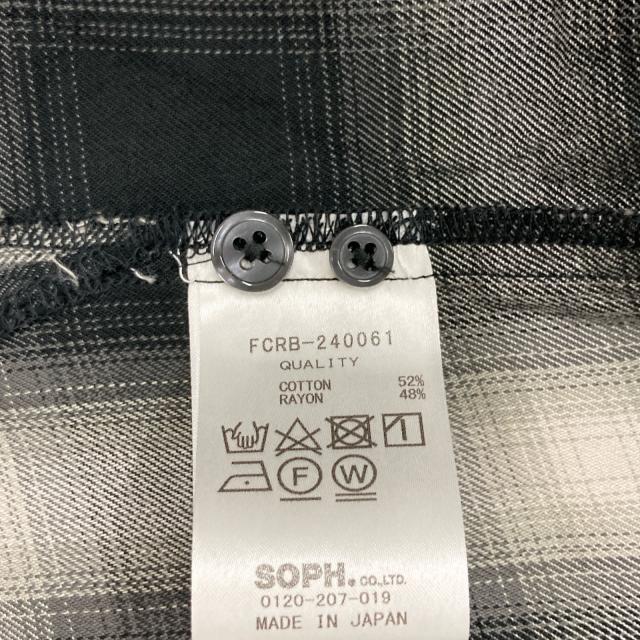 FCRB-240061
QUALITY
COTTON 52%
RAYON 48%
F W
SOPH. CO.,LTD.
0120-207-019
MADE IN JAPAN